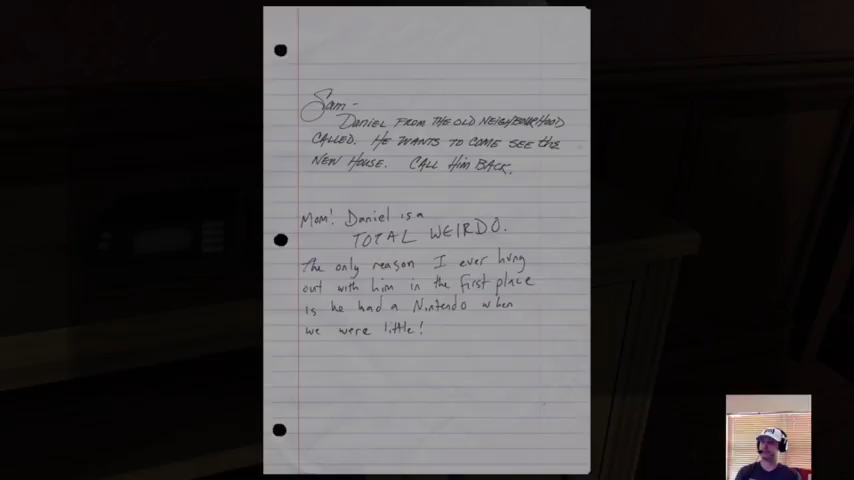 Sam-
DANIEL FROM THE OLD NEIGHBOURHOOD
CALLED. HE WANTS TO COME SEE the
NEW HOUSE. CALL HIM BACK.
Mom! Daniel is a
TOTAL WEIRDO.
The only reason I ever hung
out with him in the first place
is he had a Nintendo when
we were little!